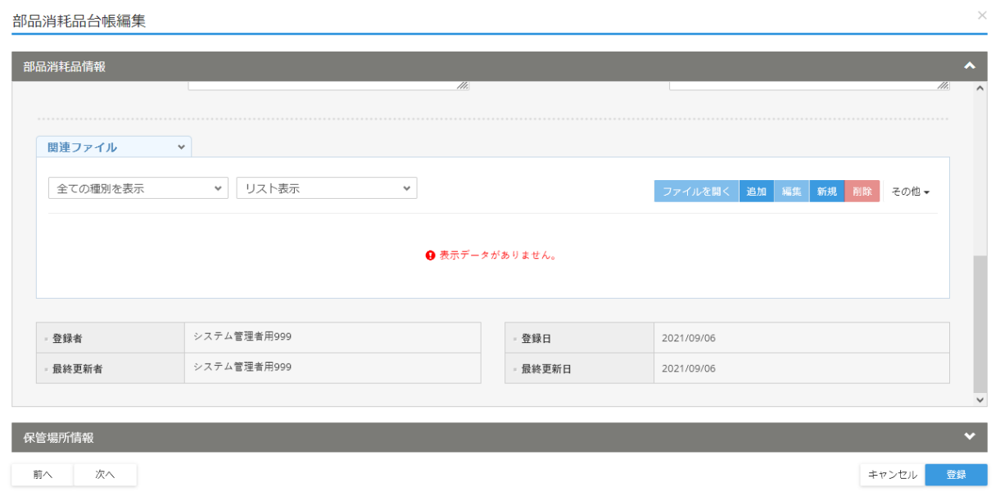 部品消耗品台帳編集
部品消耗品情報
関連ファイル
全ての種別を表示 リスト表示 ファイルを開く 追加 編集 新規 削除 その他
表示データがありません。
登録者 システム管理者用999 登録日 2021/09/06
最終更新者 システム管理者用999 最終更新日 2021/09/06
保管場所情報
前へ 次へ キャンセル 登録